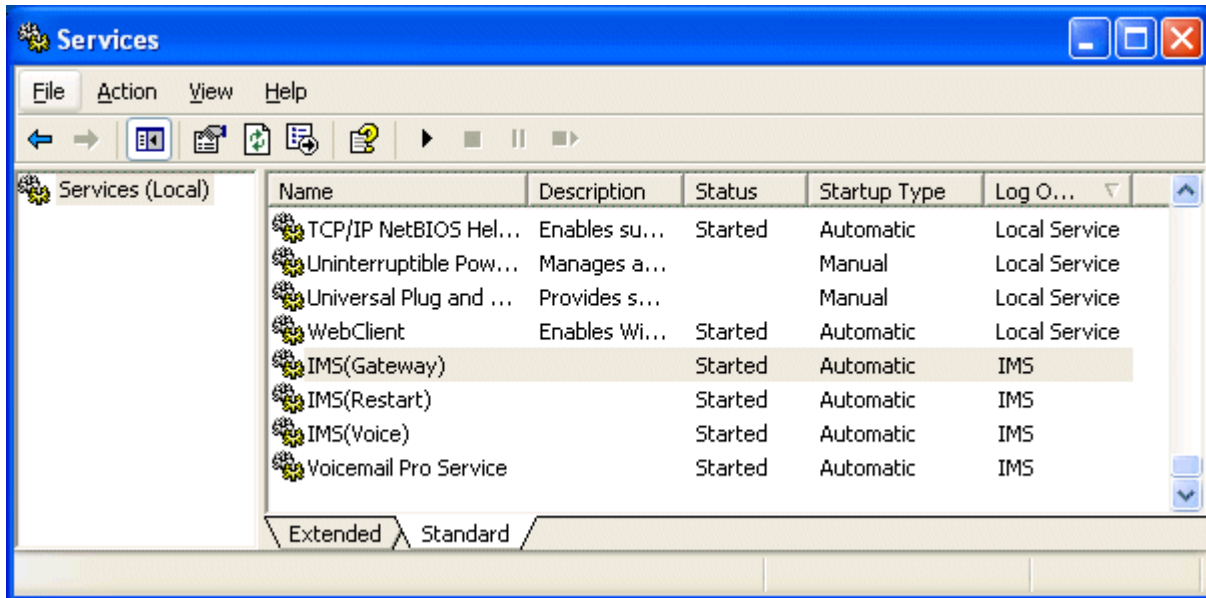 Services
File Action View Help
Services (Local)
Name Description Status Startup Type Log O...
TCP/IP NetBIOS Hel... Enables su... Started Automatic Local Service
Uninterruptible Pow... Manages a... Manual Local Service
Universal Plug and ... Provides s... Manual Local Service
WebClient Enables Wi... Started Automatic Local Service
IMS(Gateway) Started Automatic IMS
IMS(Restart) Started Automatic IMS
IMS(Voice) Started Automatic IMS
Voicemail Pro Service Started Automatic IMS
Extended Standard